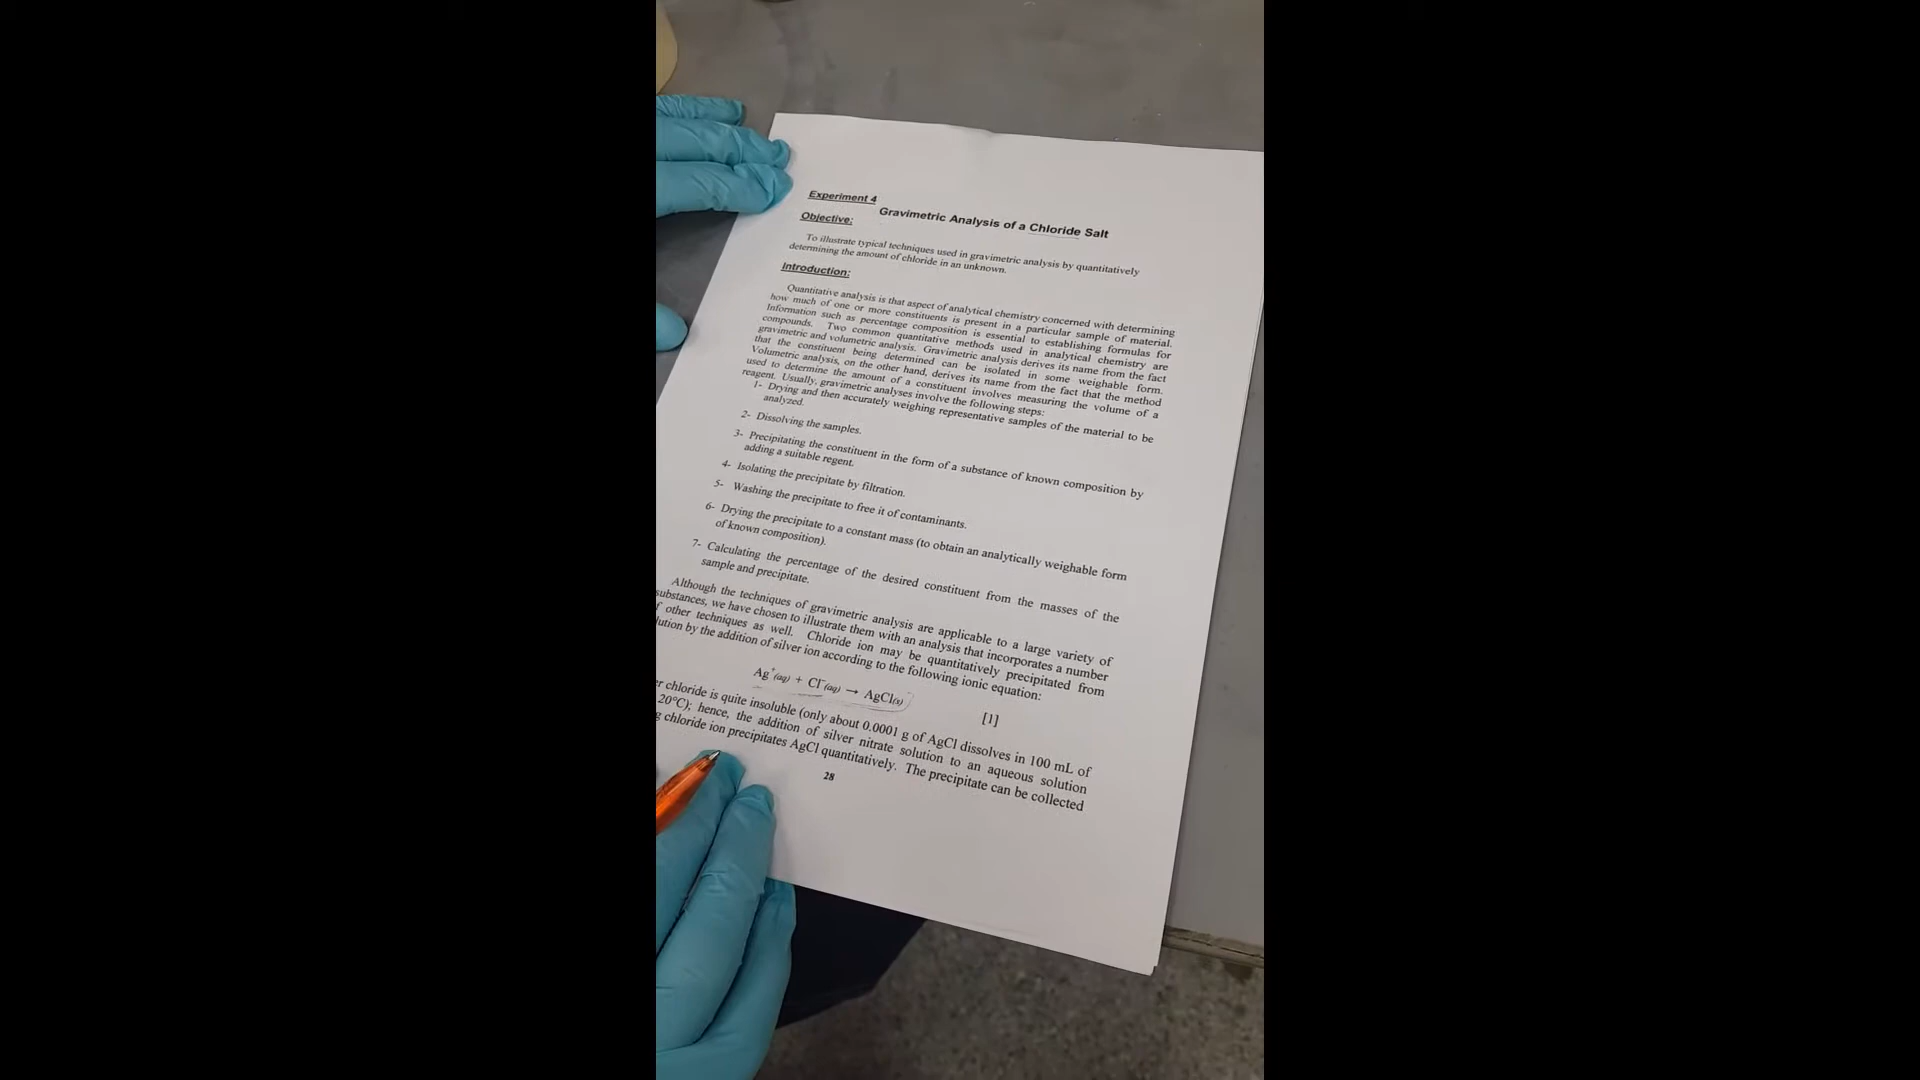 Experiment 4
Gravimetric Analysis of a Chloride Salt
Objective:
To illustrate typical techniques used in gravimetric analysis by quantitatively
determining the amount of chloride in an unknown.
Introduction:
Quantitative analysis is that aspect of analytical chemistry concerned with determining
how much of one or more constituents is present in a particular sample of material.
Information such as percentage composition is essential to establishing formulas for
compounds. Two common quantitative methods used in analytical chemistry are
gravimetric and volumetric analysis. Gravimetric analysis derives its name from the fact
that the constituent being determined can be isolated in some weighable form.
Volumetric analysis, on the other hand, derives its name from the fact that the method
used to determine the amount of a constituent involves measuring the volume of a
reagent. Usually, gravimetric analyses involve the following steps:
1- Drying and then accurately weighing representative samples of the material to be
analyzed.
2- Dissolving the samples.
3- Precipitating the constituent in the form of a substance of known composition by
adding a suitable regent.
4- Isolating the precipitate by filtration.
5- Washing the precipitate to free it of contaminants.
6- Drying the precipitate to a constant mass (to obtain an analytically weighable form
of known composition).
7- Calculating the percentage of the desired constituent from the masses of the
sample and precipitate.
Although the techniques of gravimetric analysis are applicable to a large variety of
substances, we have chosen to illustrate them with an analysis that incorporates a number
other techniques as well. Chloride ion may be quantitatively precipitated from
lution by the addition of silver ion according to the following ionic equation:
Ag⁺(aq) + Cl⁻(aq) → AgCl(s) [1]
er chloride is quite insoluble (only about 0.0001 g of AgCl dissolves in 100 mL of
20°C); hence, the addition of silver nitrate solution to an aqueous solution
g chloride ion precipitates AgCl quantitatively. The precipitate can be collected
28